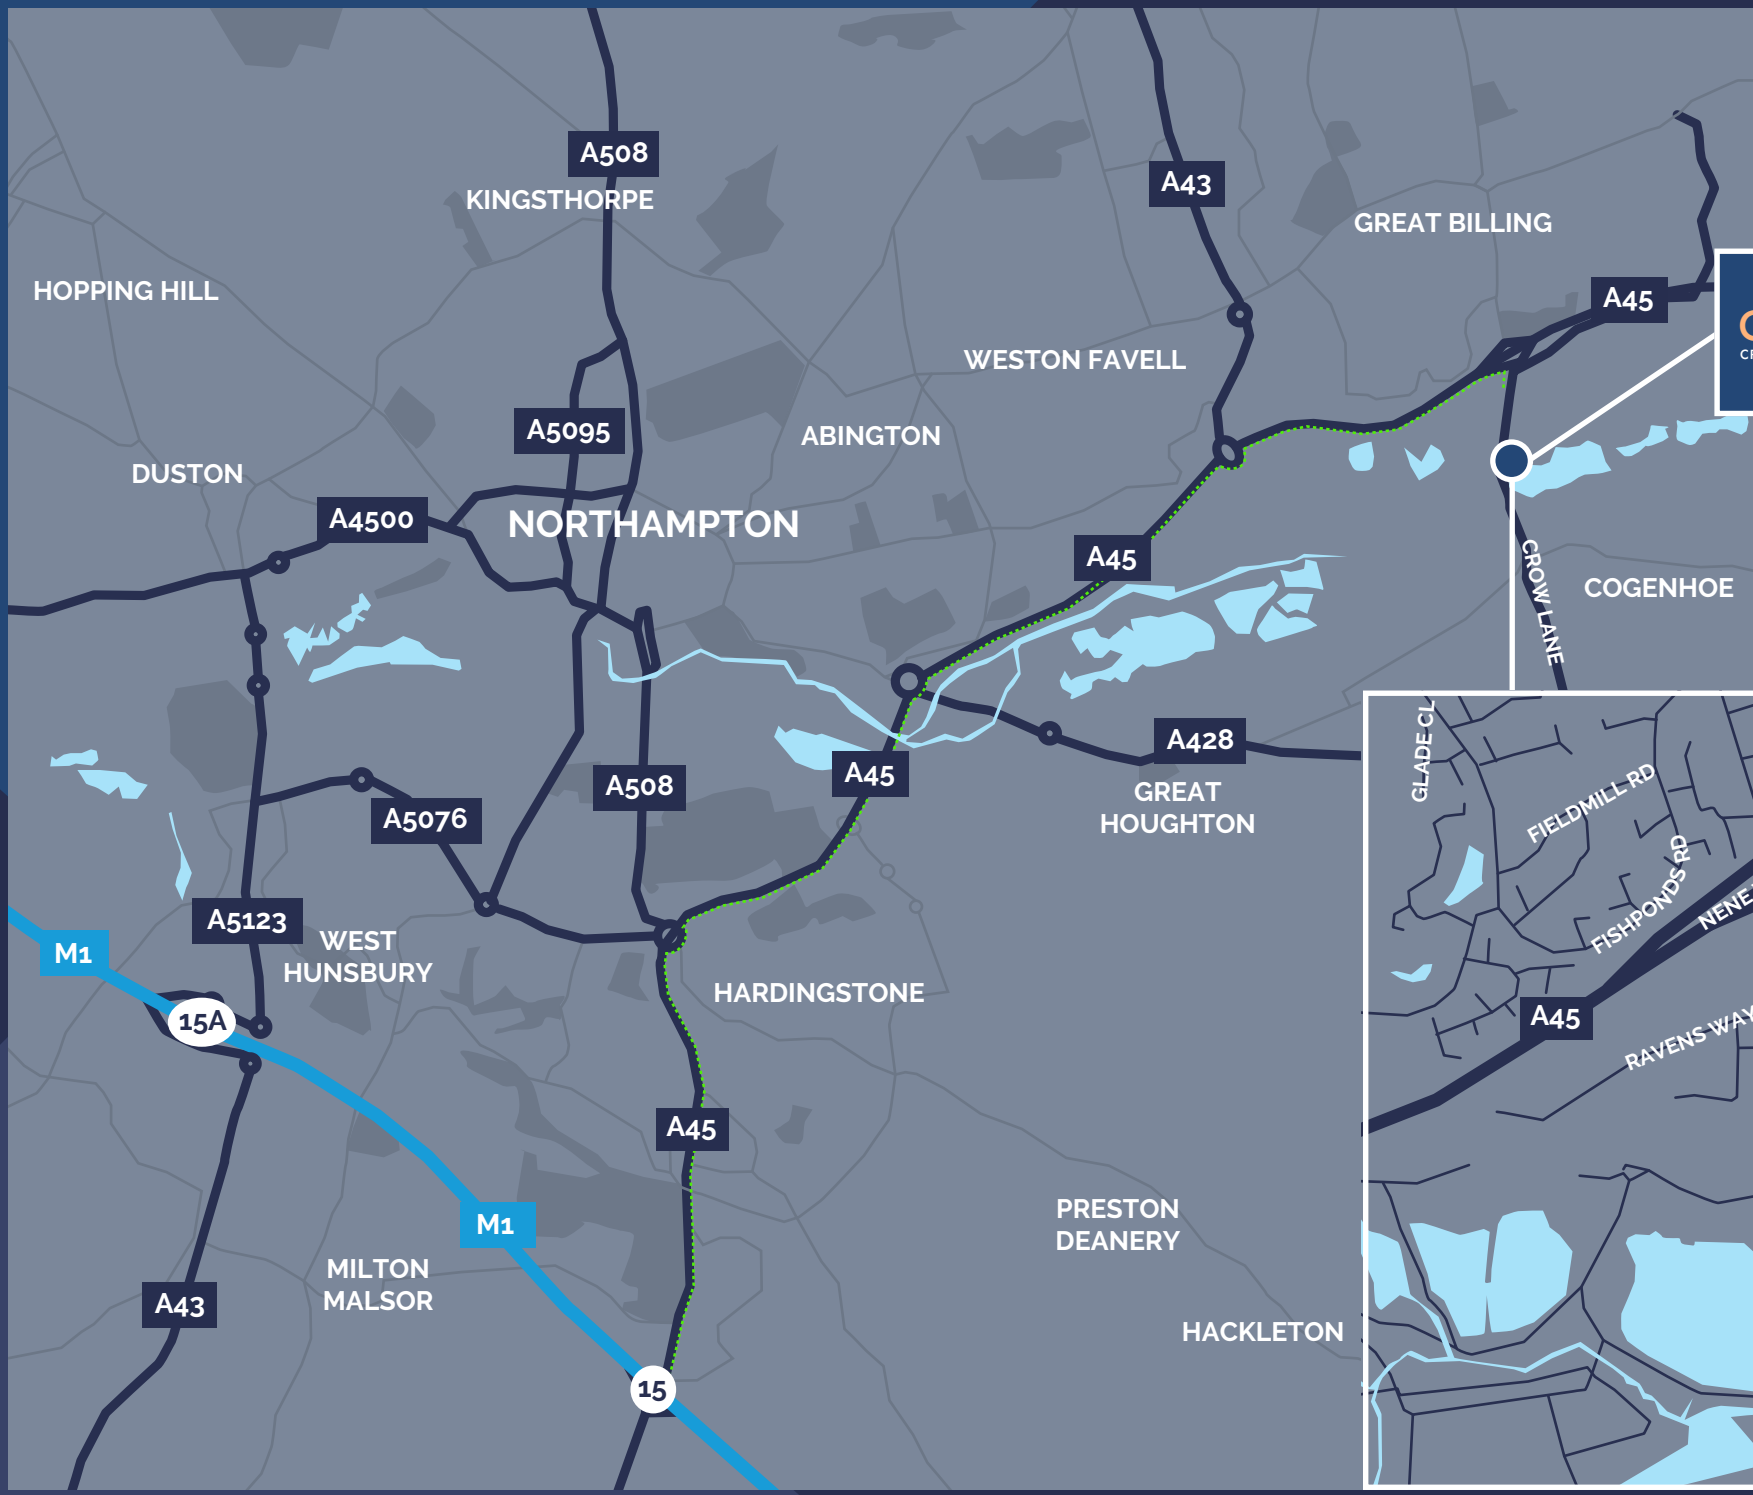 A508
KINGSTHORPE
A43
GREAT BILLING
HOPPING HILL
A45
WESTON FAVELL
A5095
ABINGTON
DUSTON
A4500
NORTHAMPTON
A45
CROW LANE
COGENHOE
A428
A45
A508
GREAT
HOUGHTON
A5076
A5123
WEST
HUNSBURY
M1
HARDINGSTONE
15A
A45
M1
PRESTON
DEANERY
MILTON
MALSOR
A43
HACKLETON
15
GLADE CL
FIELDMILL RD
FISHPONDS RD
NENE
A45
RAVENS WAY